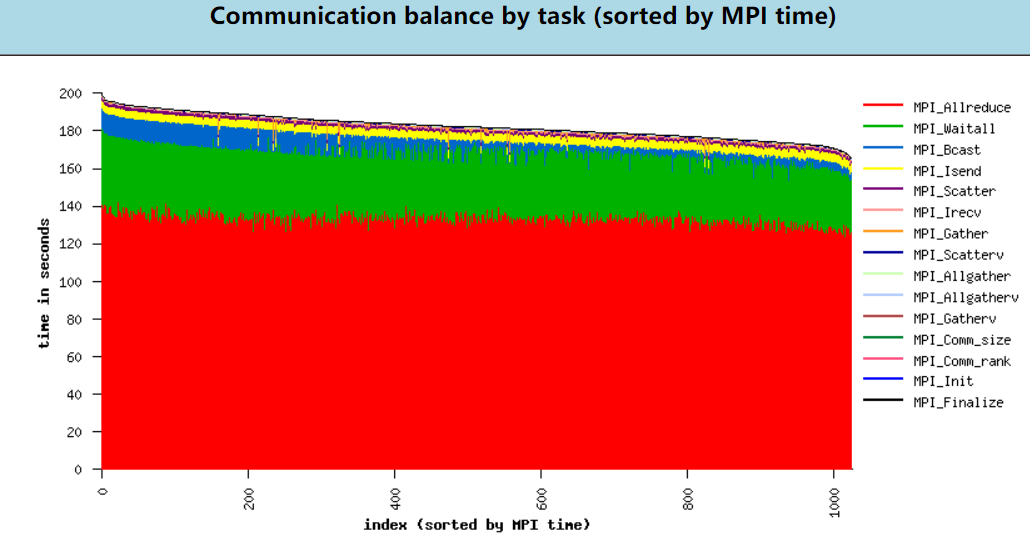 Communication balance by task (sorted by MPI time)
200
180
160
140
120
100
80
60
40
20
0
time in seconds
0
200
400
600
800
1000
index (sorted by MPI time)
MPI_Allreduce
MPI_Waitall
MPI_Bcast
MPI_Isend
MPI_Scatter
MPI_Irecv
MPI_Gather
MPI_Scatterv
MPI_Allgather
MPI_Allgatherv
MPI_Gatherv
MPI_Comm_size
MPI_Comm_rank
MPI_Init
MPI_Finalize